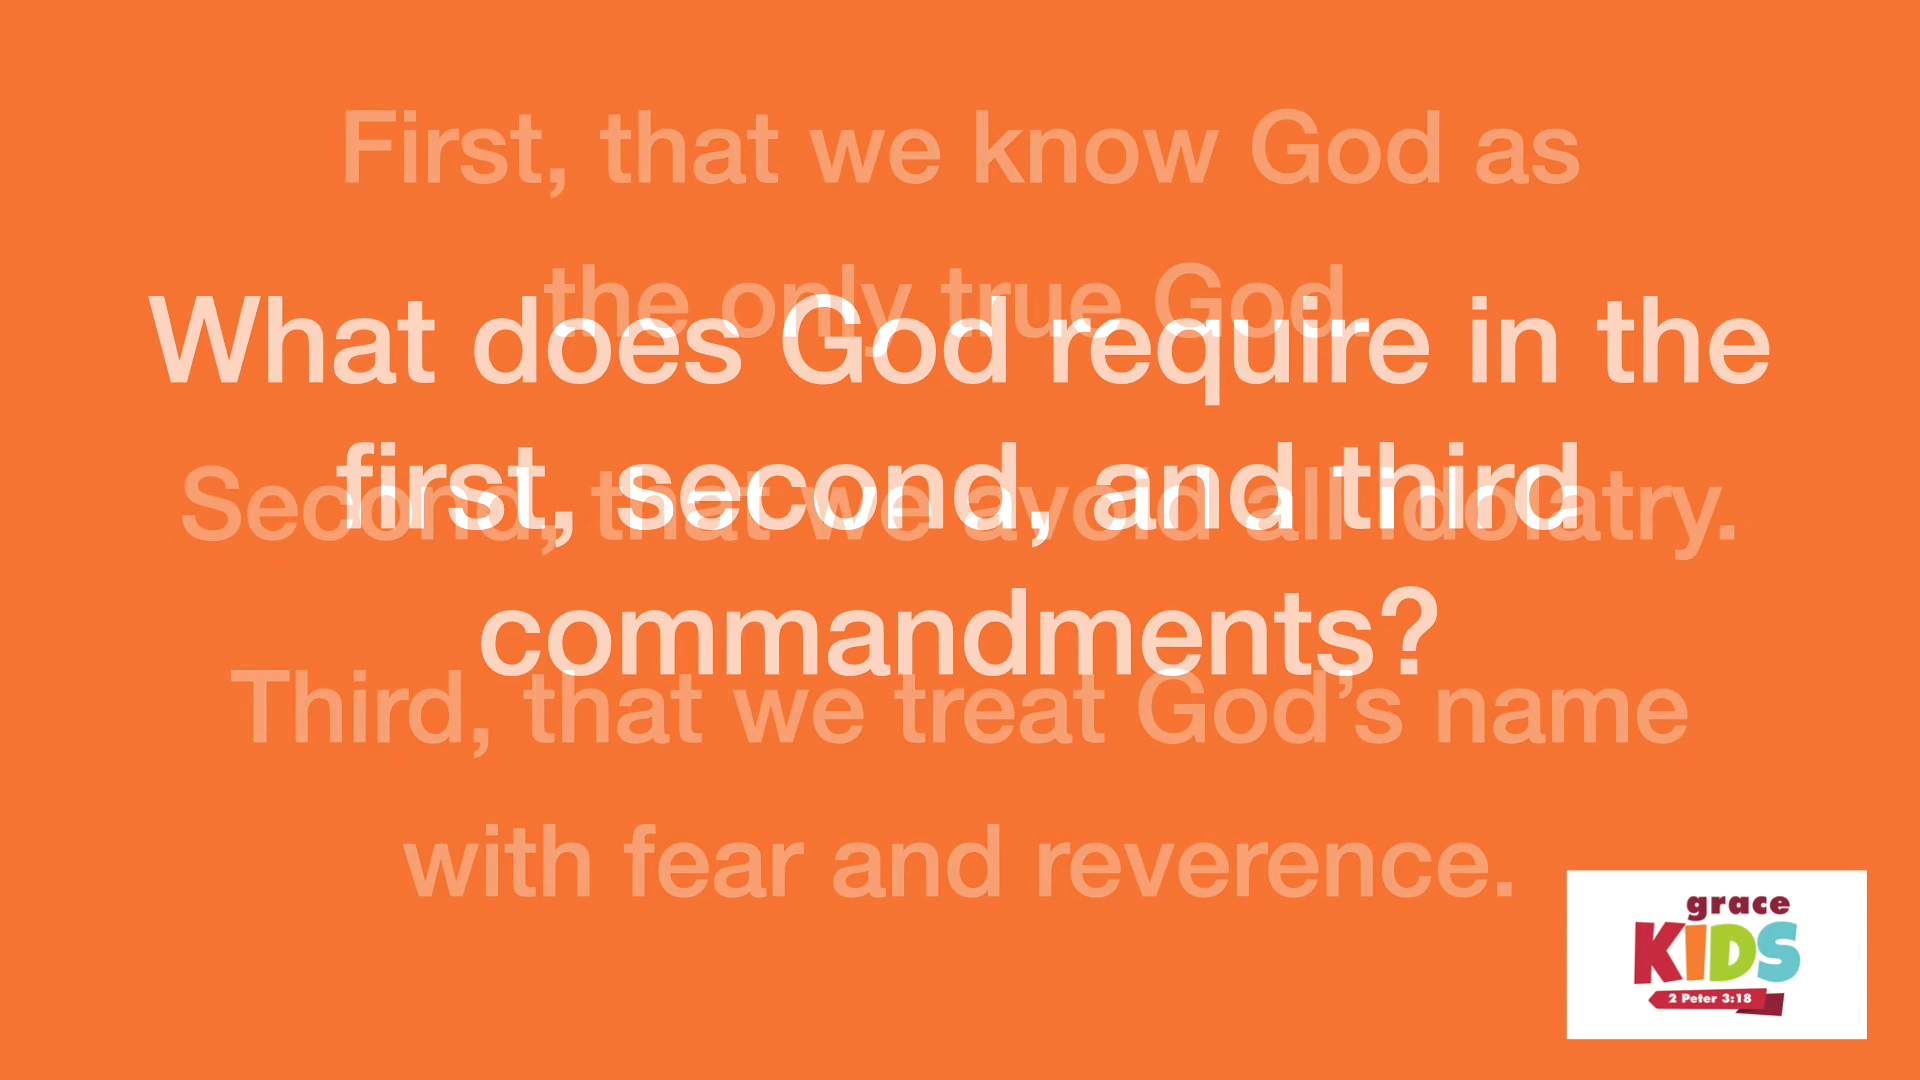 What does God require in the
first, second, and third
commandments?
First, that we know God as
the only true God.
Second, that we avoid all idolatry.
Third, that we treat God’s name
with fear and reverence.
grace
KIDS
2 Peter 3:18